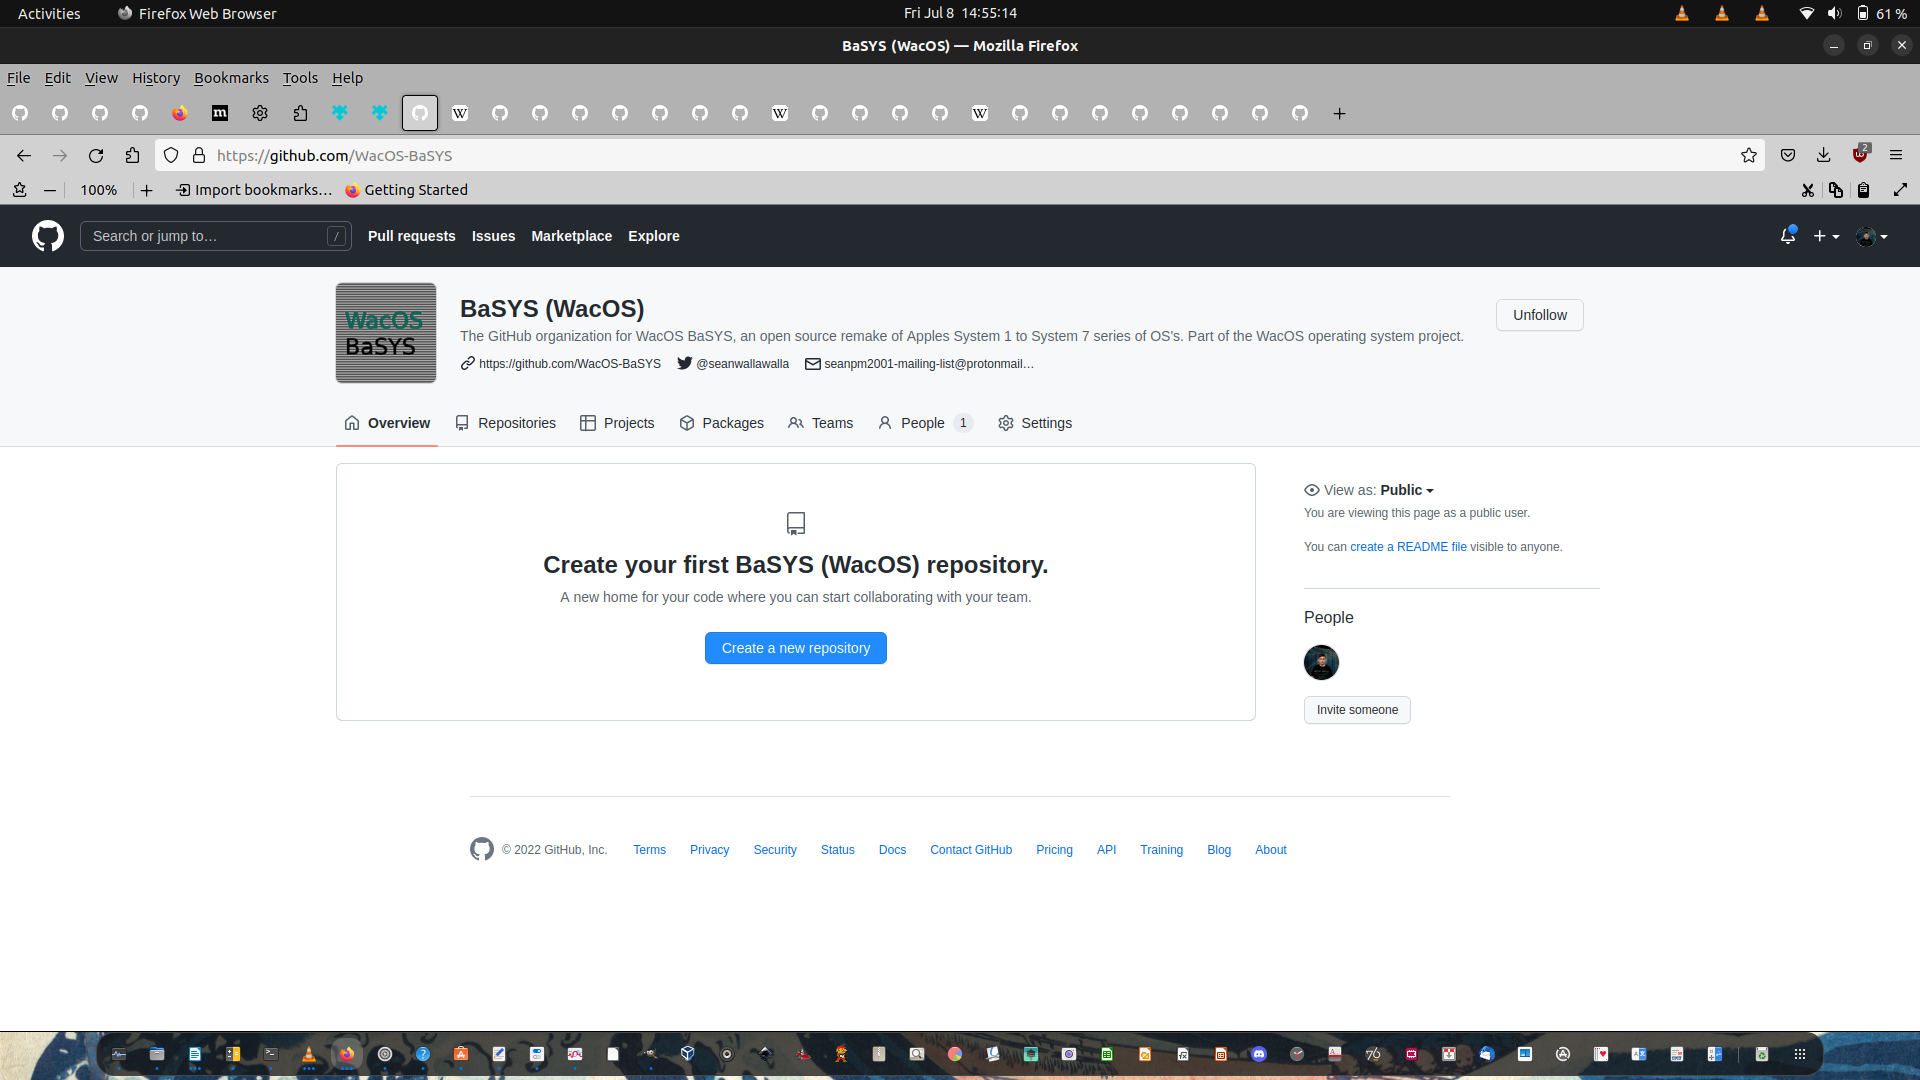 Activities
Firefox Web Browser
Fri Jul 8 14:55:14
61 %
BaSYS (WacOS) — Mozilla Firefox
File Edit View History Bookmarks Tools Help
https://github.com/WacOS-BaSYS
2
100%
Import bookmarks…
Getting Started
Search or jump to…
/
Pull requests
Issues
Marketplace
Explore
WacOS
BaSYS
BaSYS (WacOS)
The GitHub organization for WacOS BaSYS, an open source remake of Apples System 1 to System 7 series of OS's. Part of the WacOS operating system project.
https://github.com/WacOS-BaSYS
@seanwallawalla
seanpm2001-mailing-list@protonmail…
Unfollow
Overview
Repositories
Projects
Packages
Teams
People 1
Settings
Create your first BaSYS (WacOS) repository.
A new home for your code where you can start collaborating with your team.
Create a new repository
View as: Public
You are viewing this page as a public user.
You can create a README file visible to anyone.
People
Invite someone
© 2022 GitHub, Inc.
Terms
Privacy
Security
Status
Docs
Contact GitHub
Pricing
API
Training
Blog
About